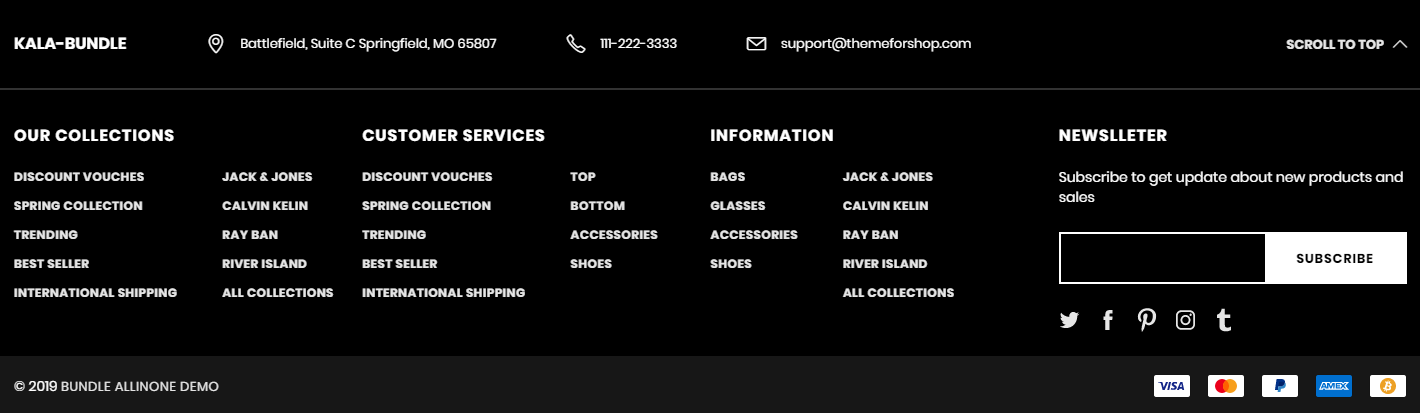 KALA-BUNDLE
Battlefield, Suite C Springfield, MO 65807
111-222-3333
support@themeforshop.com
SCROLL TO TOP
OUR COLLECTIONS
DISCOUNT VOUCHES
SPRING COLLECTION
TRENDING
BEST SELLER
INTERNATIONAL SHIPPING
JACK & JONES
CALVIN KELIN
RAY BAN
RIVER ISLAND
ALL COLLECTIONS
CUSTOMER SERVICES
DISCOUNT VOUCHES
SPRING COLLECTION
TRENDING
BEST SELLER
INTERNATIONAL SHIPPING
TOP
BOTTOM
ACCESSORIES
SHOES
INFORMATION
BAGS
GLASSES
ACCESSORIES
SHOES
JACK & JONES
CALVIN KELIN
RAY BAN
RIVER ISLAND
ALL COLLECTIONS
NEWSLLETER
Subscribe to get update about new products and
sales
SUBSCRIBE
© 2019 BUNDLE ALLINONE DEMO
VISA
AMEX